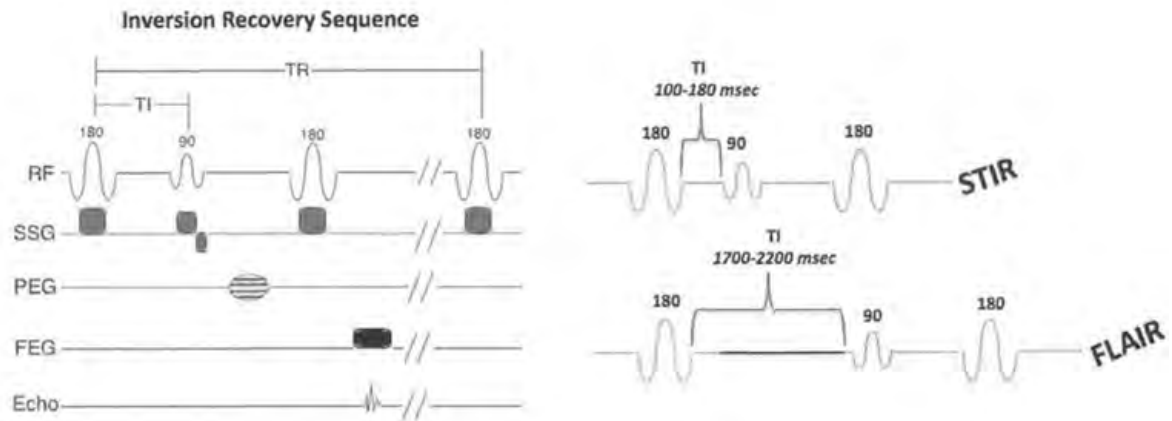 Inversion Recovery Sequence
TR
TI
180
90
180
180
RF
SSG
PEG
FEG
Echo
TI
100-180 msec
180
90
180
STIR
TI
1700-2200 msec
180
90
180
FLAIR